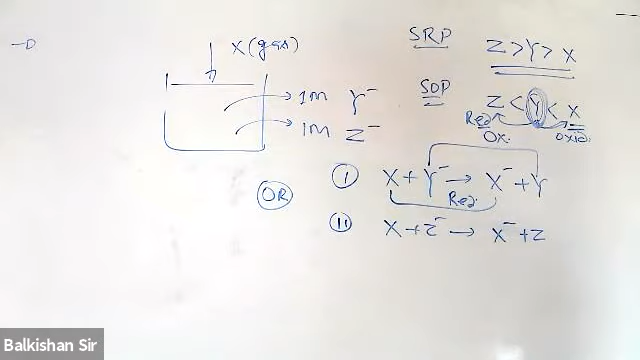 -D
X (gas)
1M Y⁻
1M Z⁻
SRP Z > Y > X
SOP Z < Y < X
Red
Ox.
Oxid.
OR
I X + Y⁻ → X⁻ + Y
Red
II X + Z⁻ → X⁻ + Z
Balkishan Sir